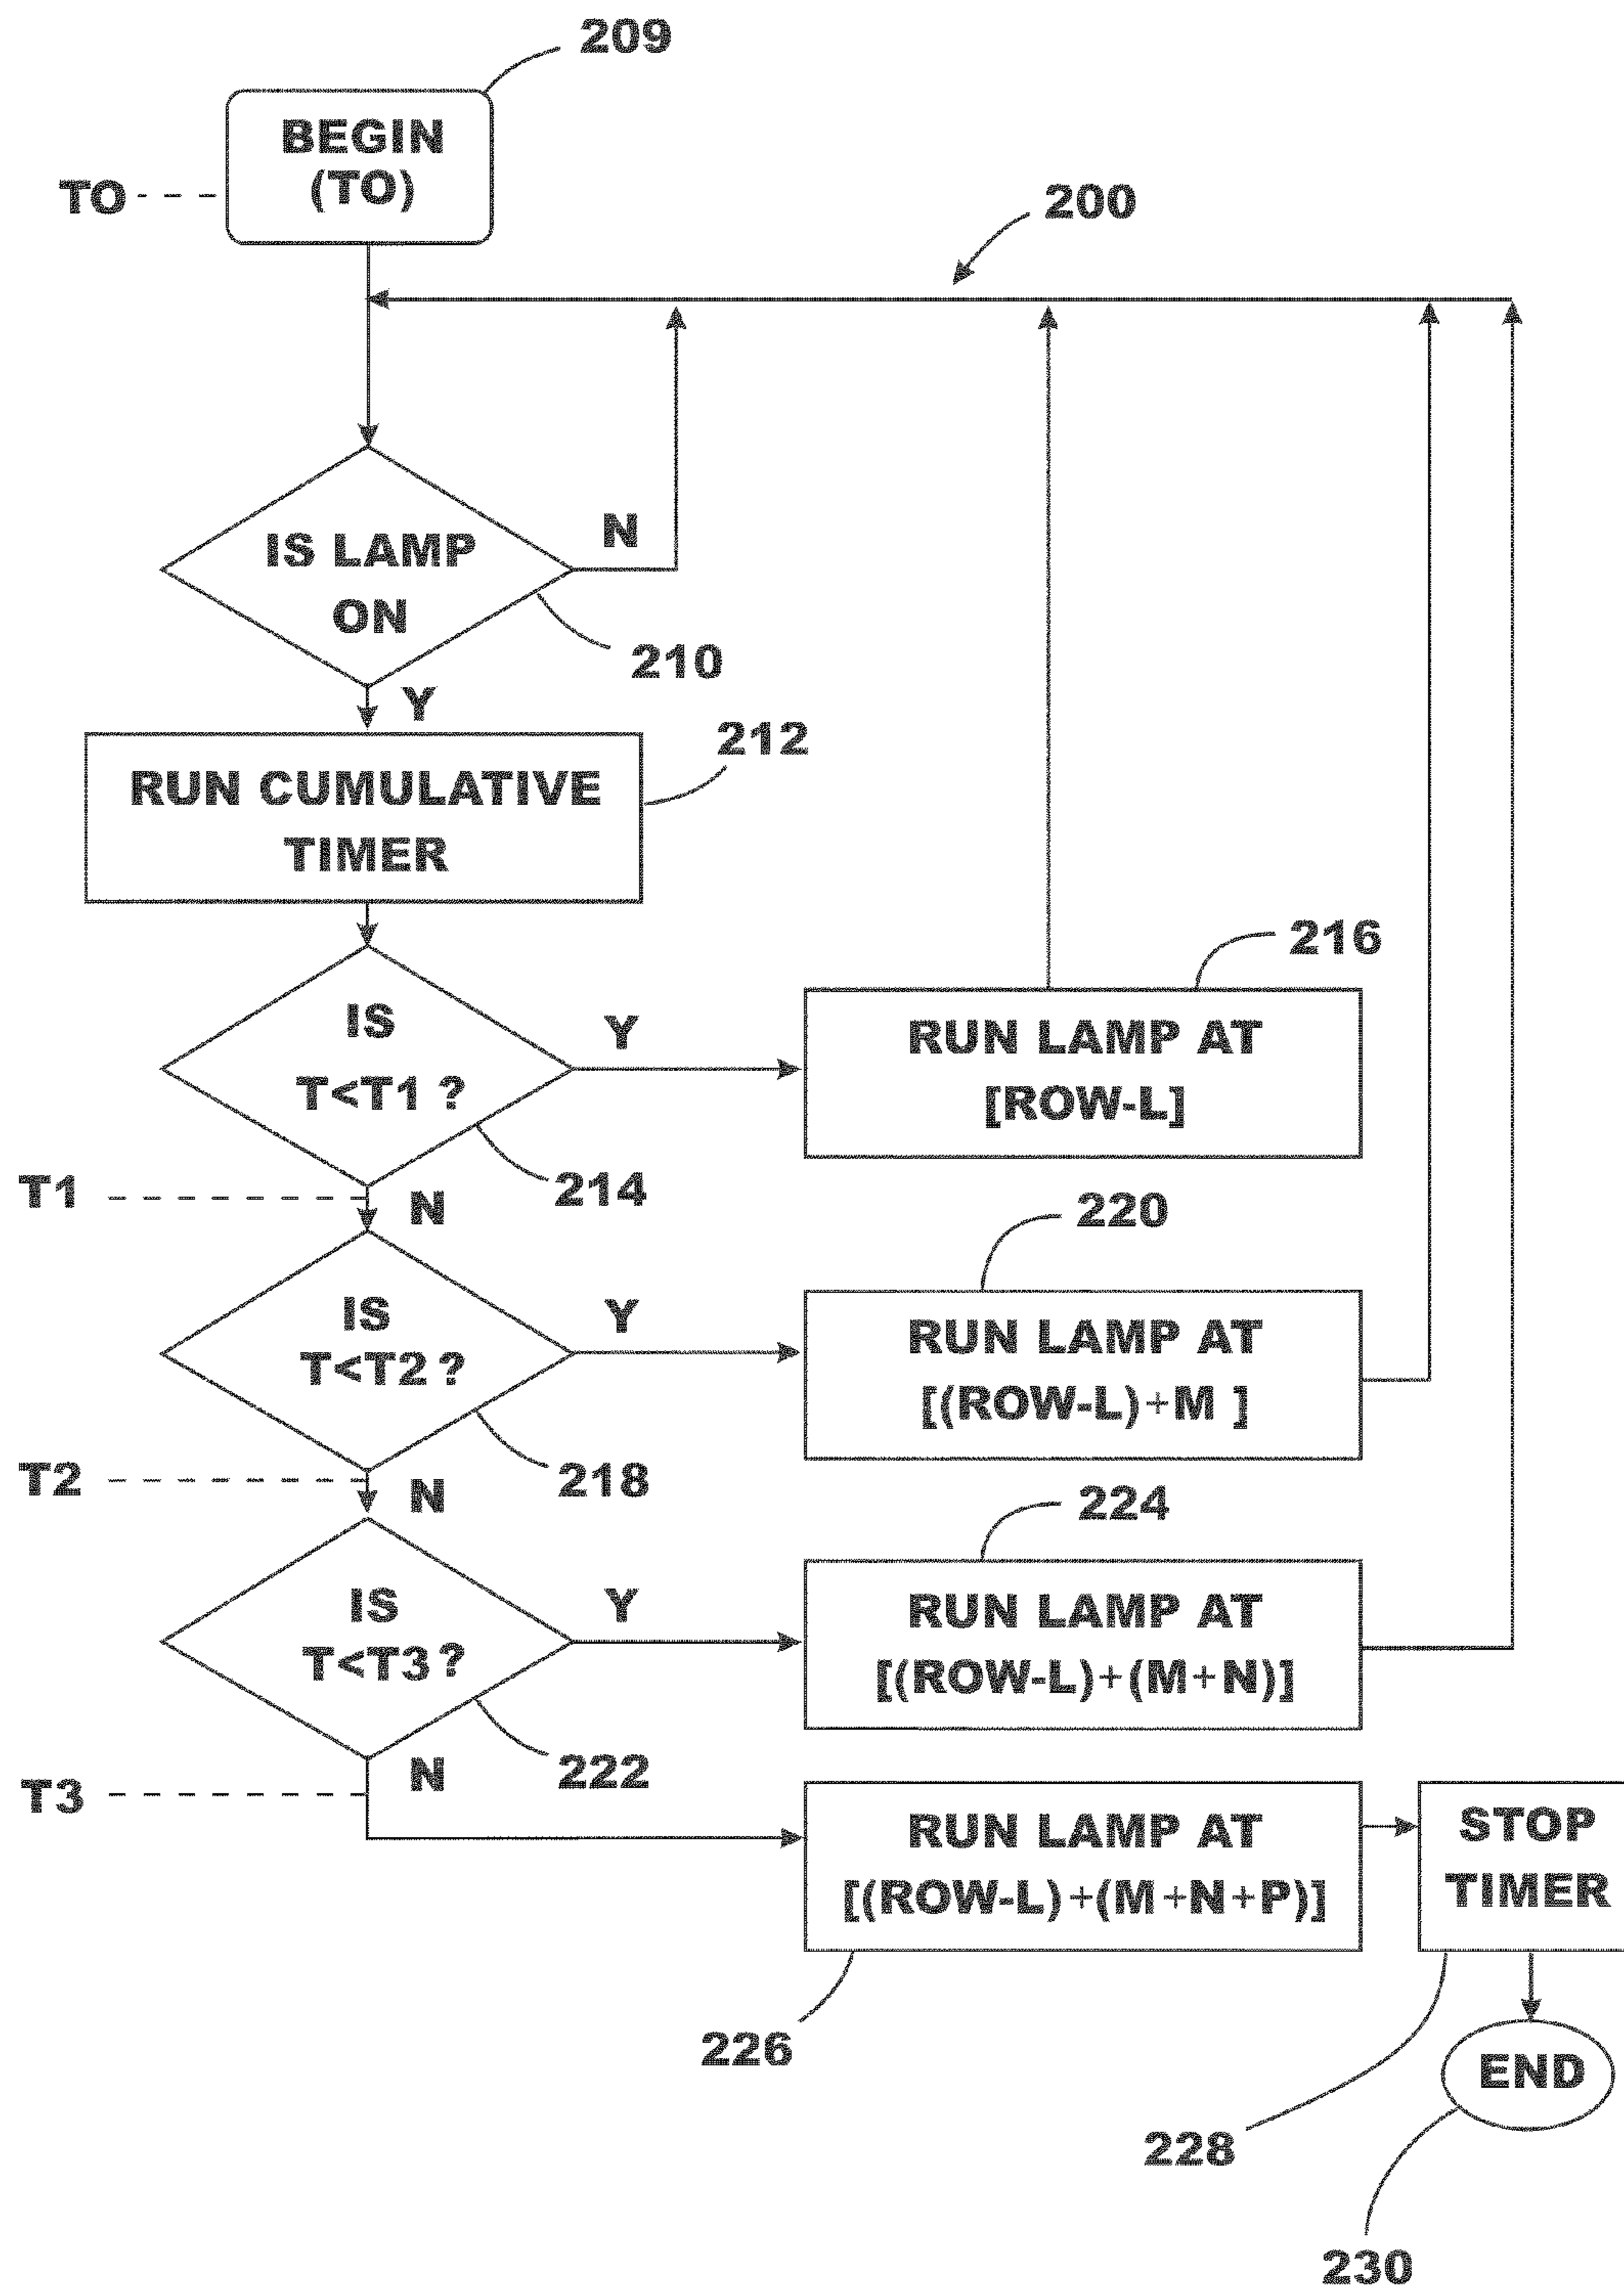 209
BEGIN
(TO)
TO
200
IS LAMP
ON
N
210
Y
212
RUN CUMULATIVE
TIMER
216
IS
T<T1 ?
Y
RUN LAMP AT
[ROW-L]
214
T1
N
220
IS
T<T2 ?
Y
RUN LAMP AT
[(ROW-L)+M ]
218
T2
N
224
IS
T<T3 ?
Y
RUN LAMP AT
[(ROW-L)+(M+N)]
222
T3
N
RUN LAMP AT
[(ROW-L)+(M+N+P)]
STOP
TIMER
226
END
228
230